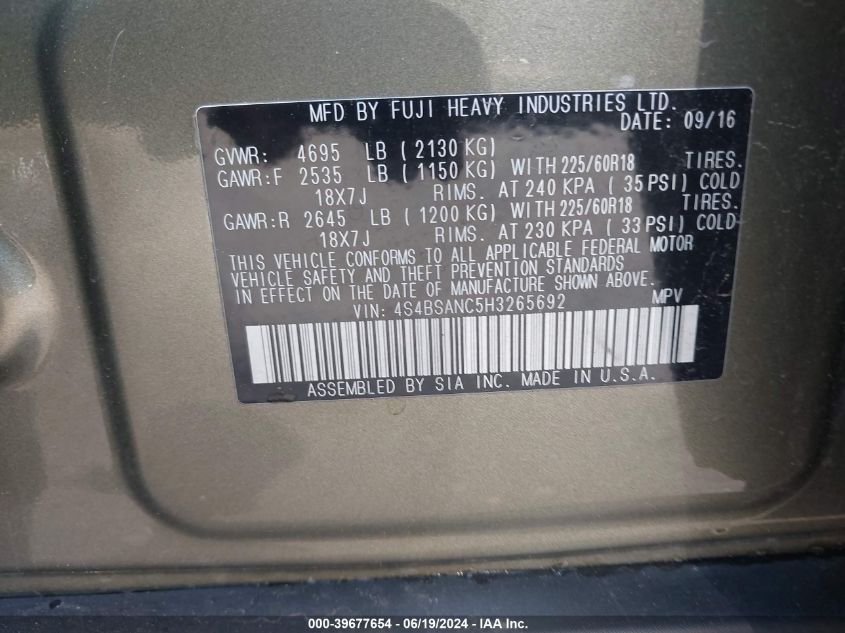 MFD BY FUJI HEAVY INDUSTRIES LTD.
DATE: 09/16
GVWR: 4695 LB ( 2130 KG)
GAWR:F 2535 LB ( 1150 KG) WITH 225/60R18 TIRES.
18X7J RIMS. AT 240 KPA ( 35 PSI) COLD
GAWR:R 2645 LB ( 1200 KG) WITH 225/60R18 TIRES.
18X7J RIMS. AT 230 KPA ( 33 PSI) COLD
THIS VEHICLE CONFORMS TO ALL APPLICABLE FEDERAL MOTOR
VEHICLE SAFETY AND THEFT PREVENTION STANDARDS
IN EFFECT ON THE DATE OF MANUFACTURE SHOWN ABOVE.
VIN: 4S4BSANC5H3265692 MPV
ASSEMBLED BY SIA INC. MADE IN U.S.A.
000-39677654 - 06/19/2024 - IAA Inc.